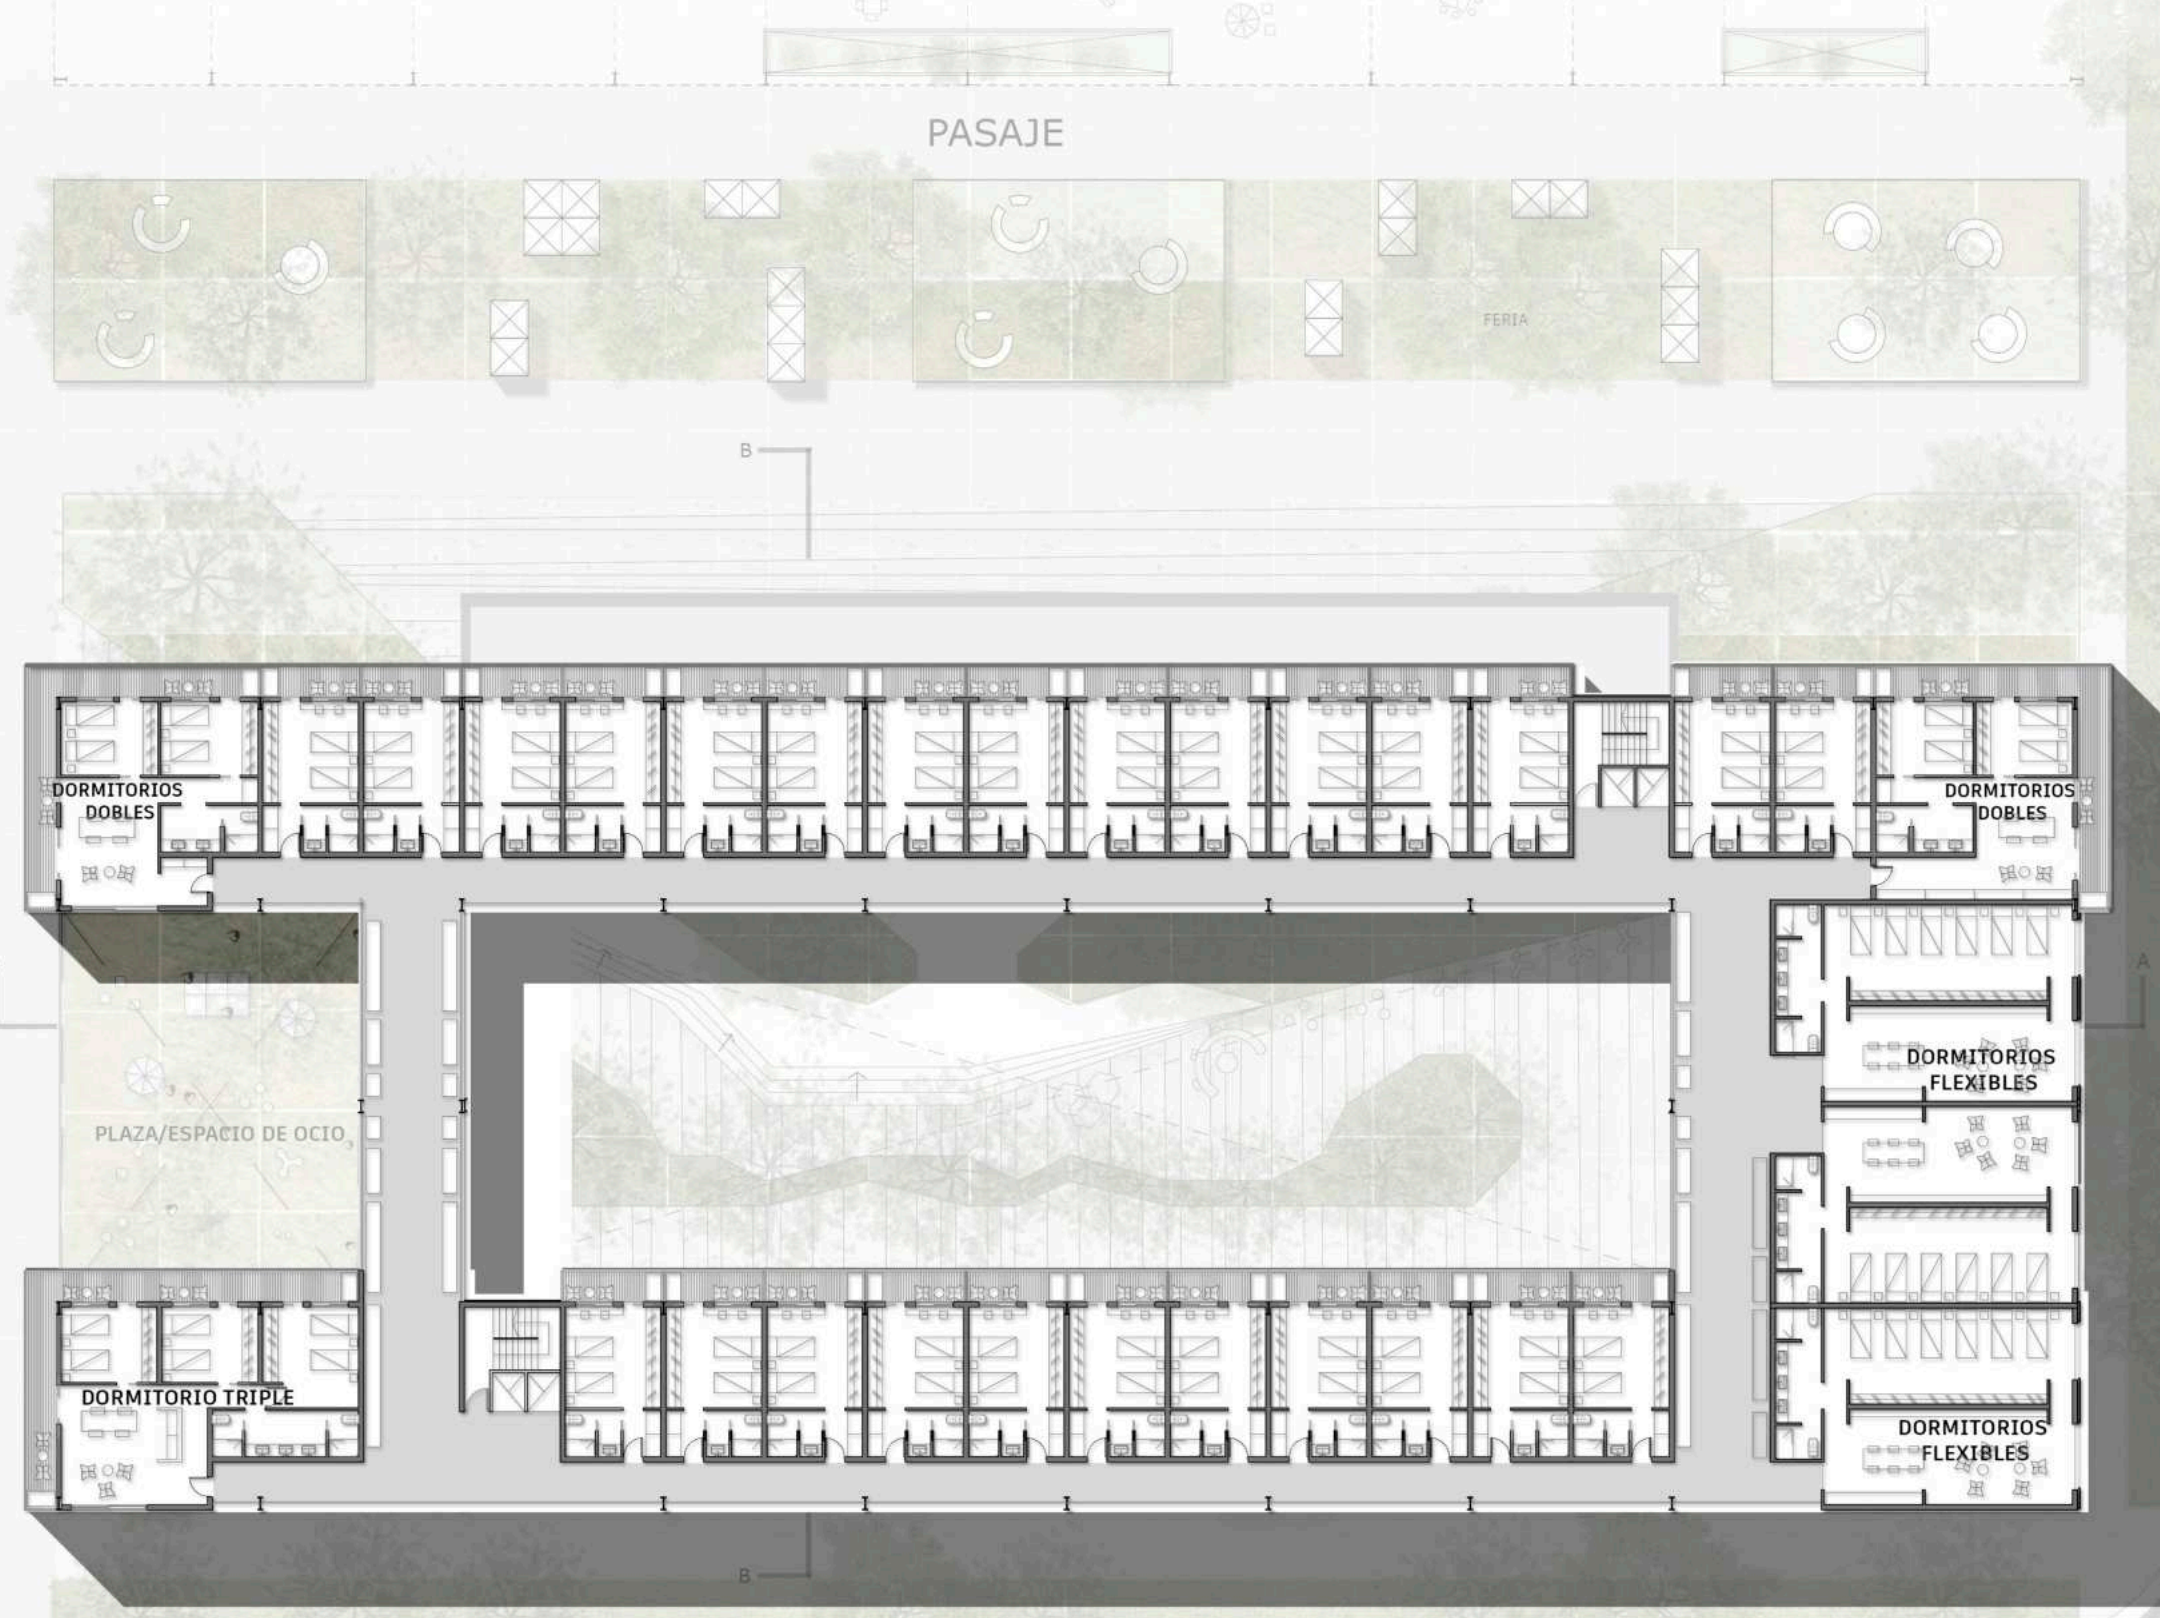 PASAJE
FERIA
B
DORMITORIOS
DOBLES
DORMITORIOS
DOBLES
A
DORMITORIOS
FLEXIBLES
PLAZA/ESPACIO DE OCIO
DORMITORIO TRIPLE
DORMITORIOS
FLEXIBLES
B